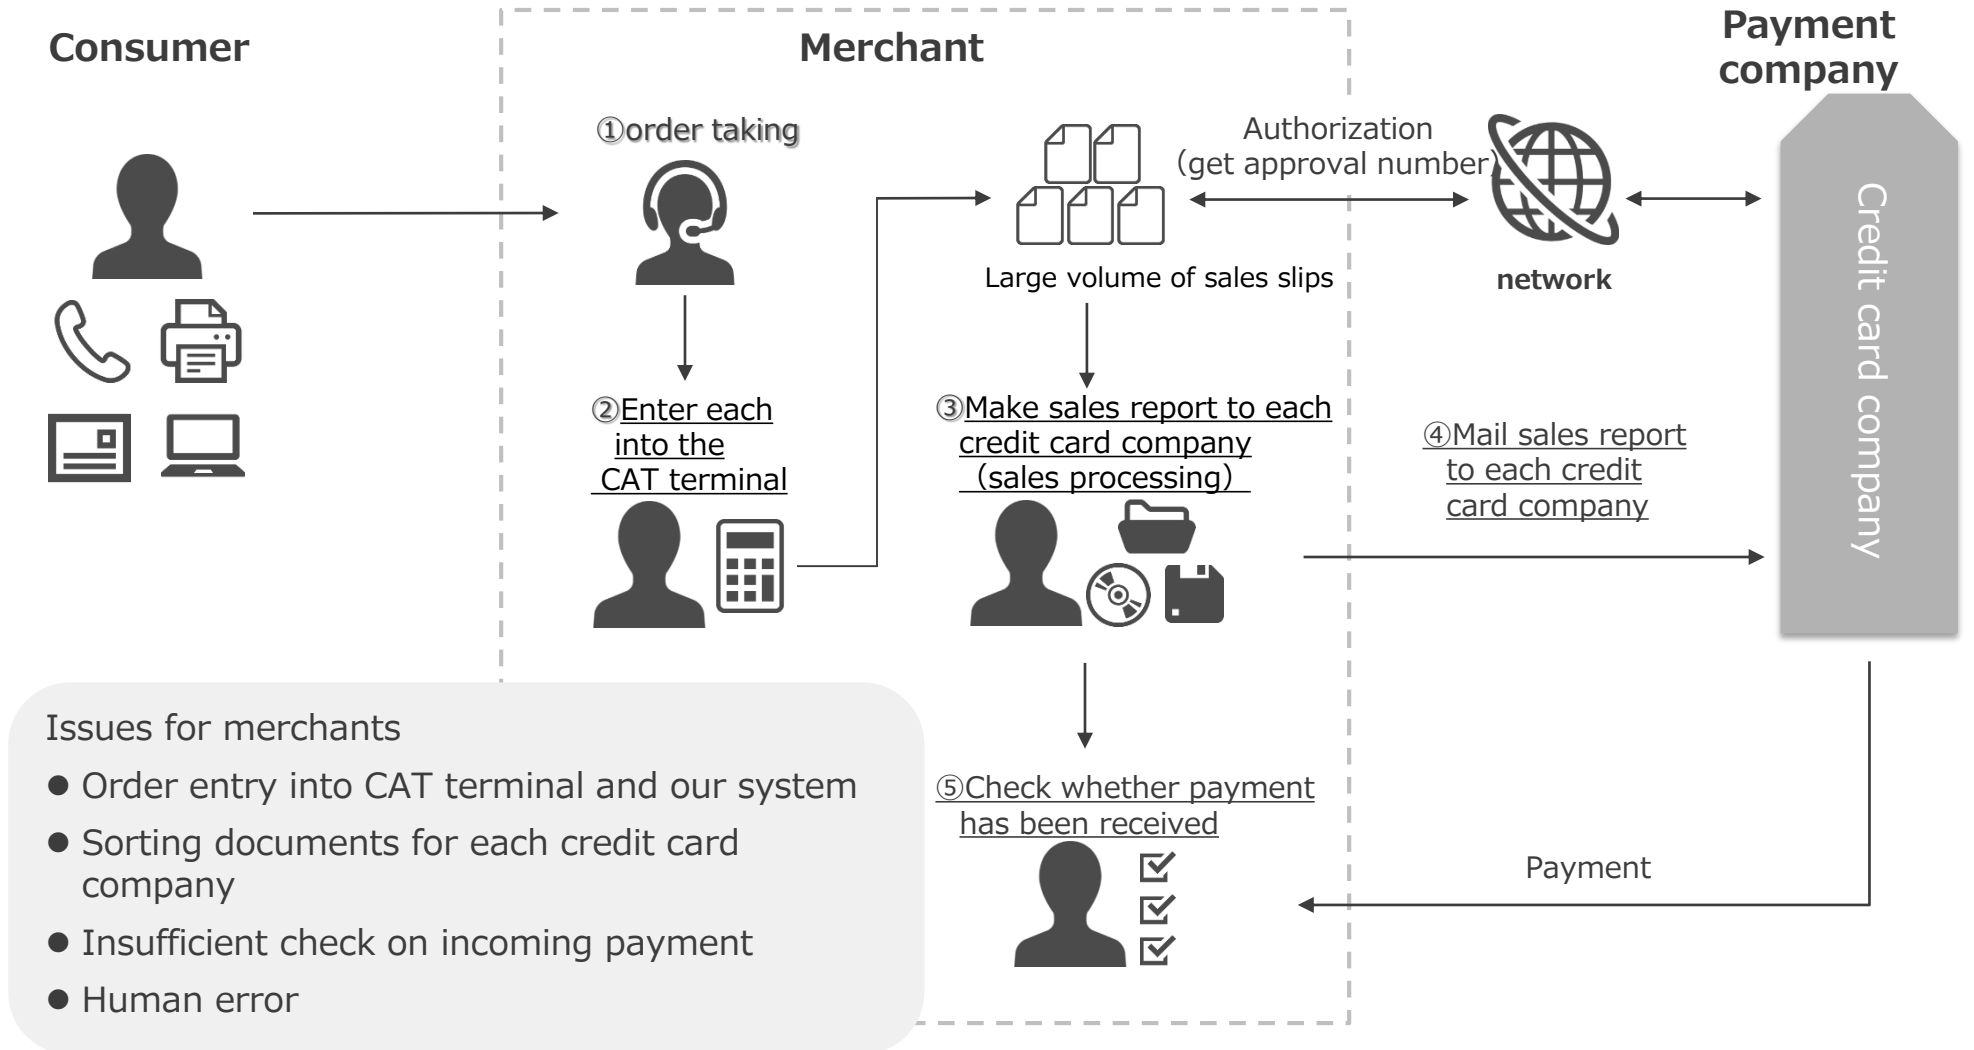 Consumer
Merchant
Payment
company
①order taking
Authorization
（get approval number）
Large volume of sales slips
network
Credit card company
②Enter each
into the
CAT terminal
③Make sales report to each
credit card company
（sales processing）
④Mail sales report
to each credit
card company
Issues for merchants
● Order entry into CAT terminal and our system
● Sorting documents for each credit card
company
● Insufficient check on incoming payment
● Human error
⑤Check whether payment
has been received
Payment